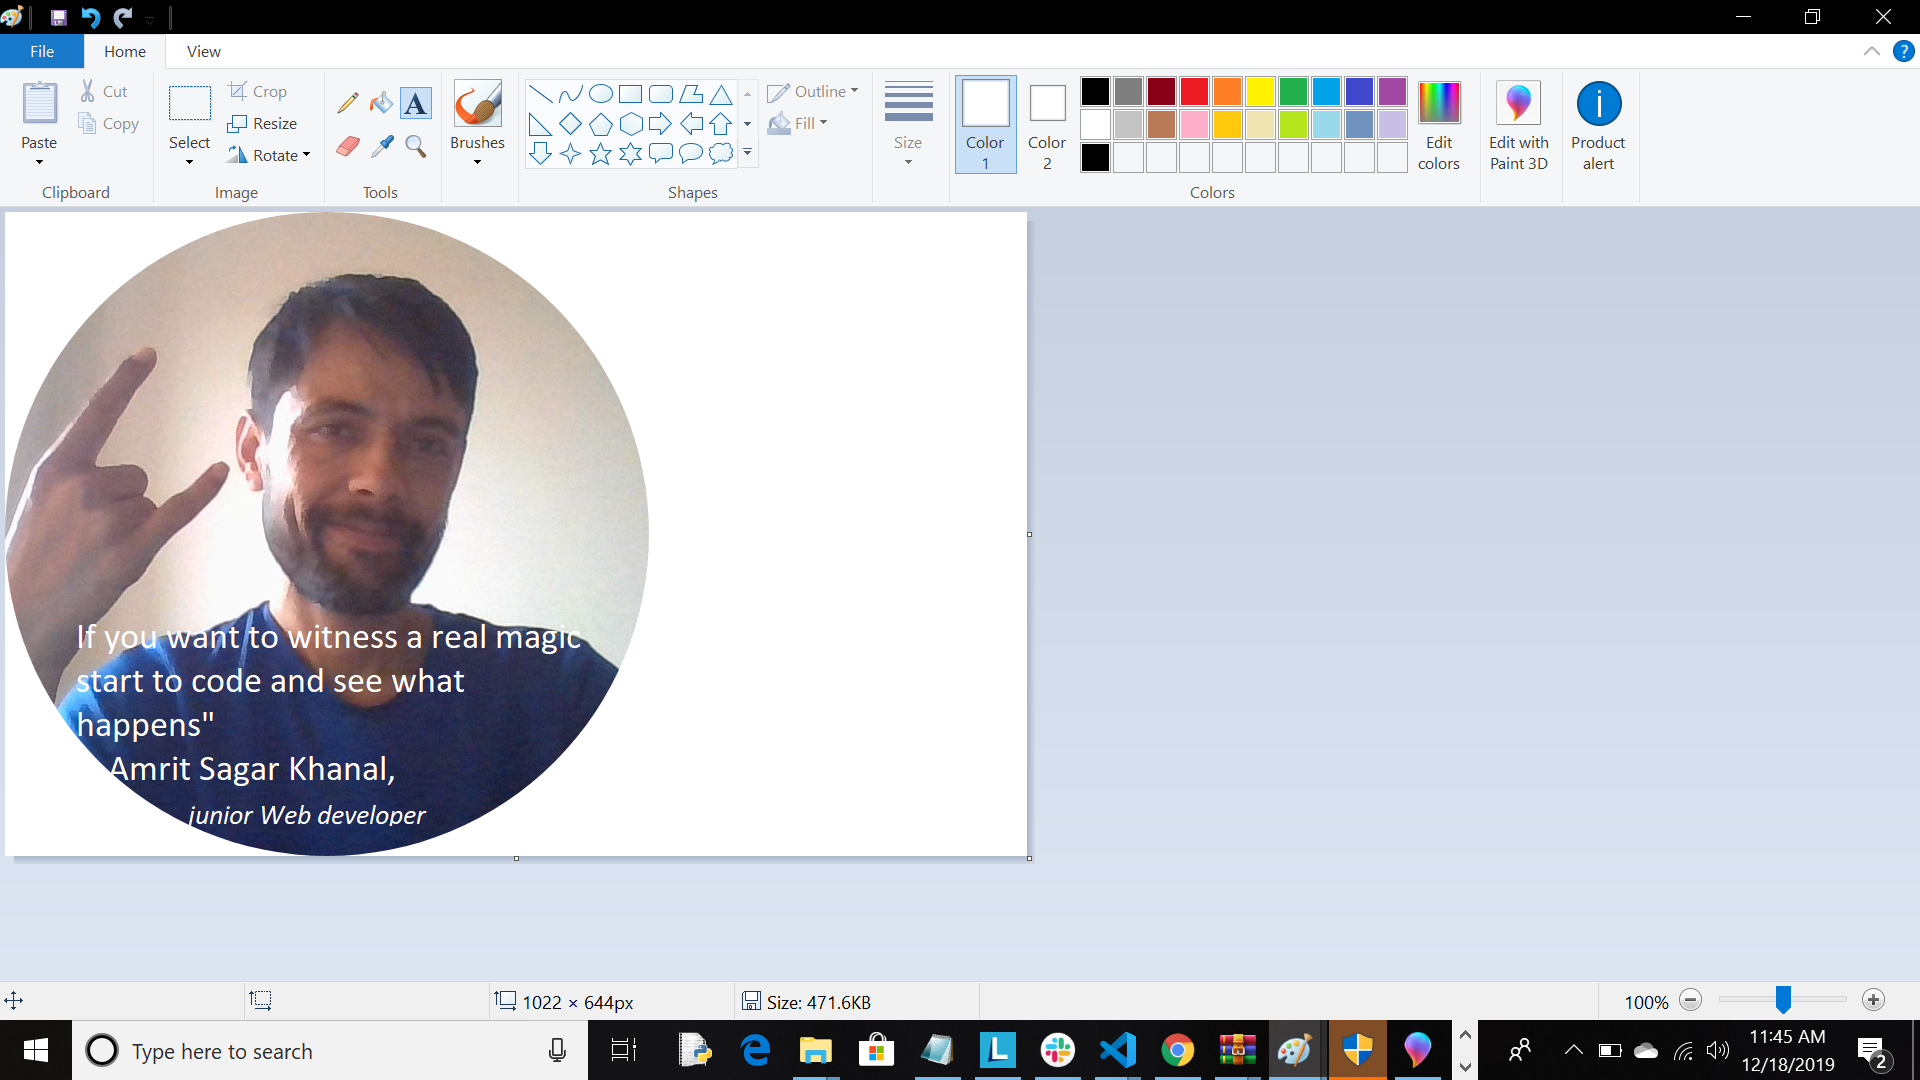 File
Home
View
Paste
Cut
Copy
Clipboard
Select
Crop
Resize
Rotate
Image
A
Tools
Brushes
Shapes
Outline
Fill
Size
Color
1
Color
2
Colors
Edit
colors
Edit with
Paint 3D
Product
alert
If you want to witness a real magic
start to code and see what
happens"
Amrit Sagar Khanal,
junior Web developer
1022 × 644px
Size: 471.6KB
100%
Type here to search
11:45 AM
12/18/2019
2